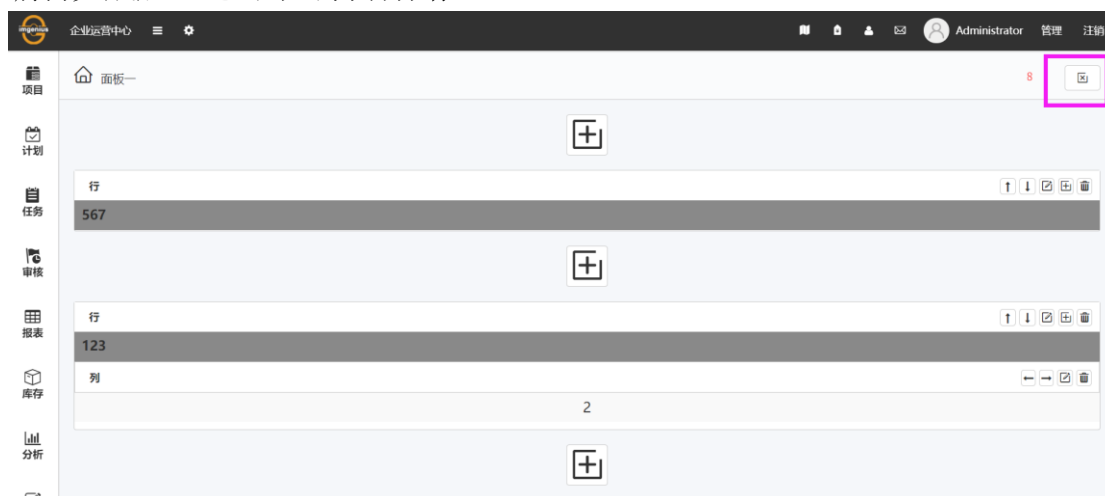 imgenius 企业运营中心 Administrator 管理 注销
项目
面板一 8
计划
行
任务
567
审核
行
报表
123
列
库存
2
分析